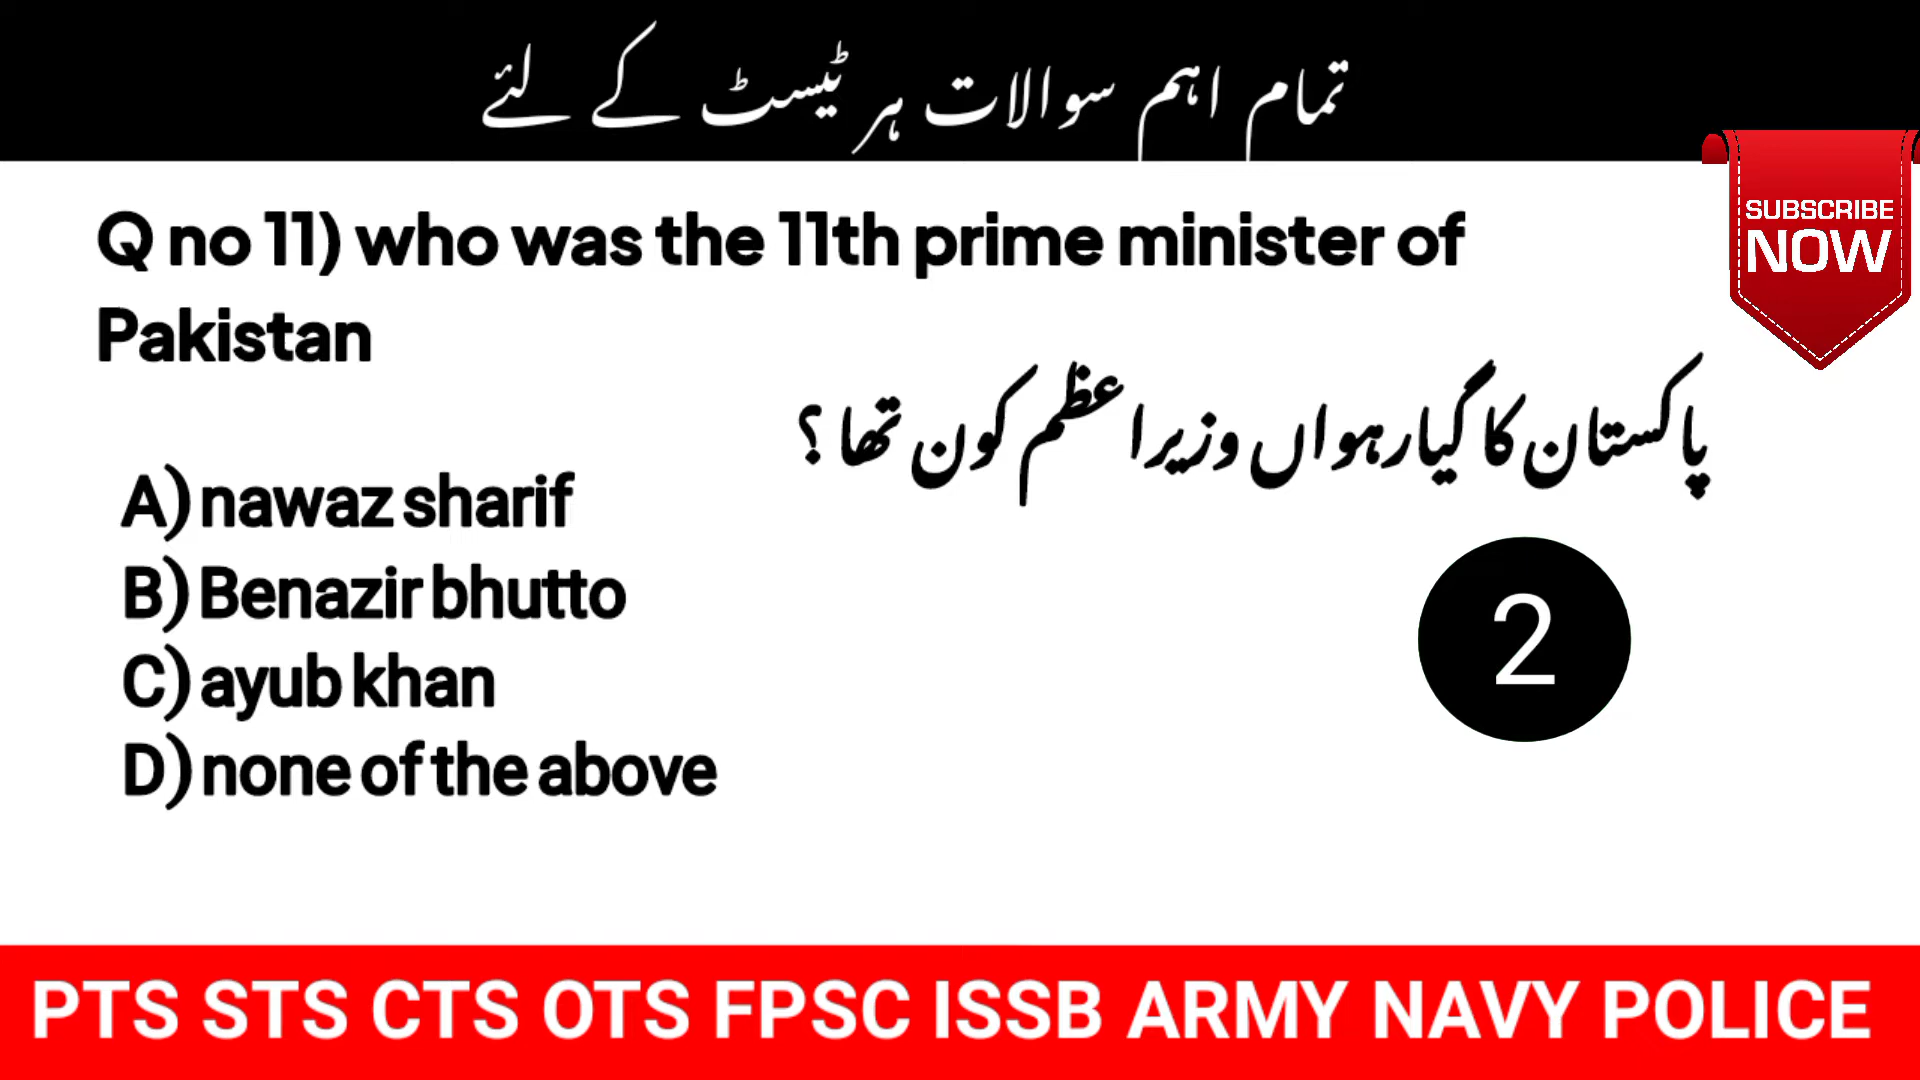 تمام اہم سوالات ہر ٹیسٹ کے لئے
SUBSCRIBE
NOW
Q no 11) who was the 11th prime minister of
Pakistan
پاکستان کا گیارہواں وزیراعظم کون تھا ؟
A) nawaz sharif
B) Benazir bhutto
C) ayub khan
D) none of the above
2
PTS STS CTS OTS FPSC ISSB ARMY NAVY POLICE